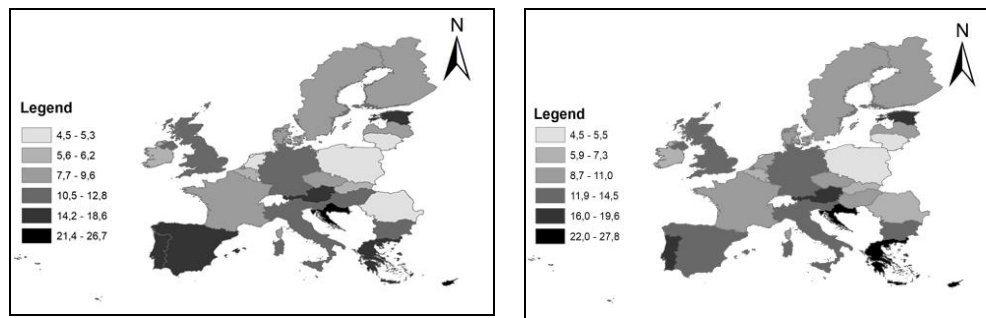 N
Legend
4,5 - 5,3
5,6 - 6,2
7,7 - 9,6
10,5 - 12,8
14,2 - 18,6
21,4 - 26,7
N
Legend
4,5 - 5,5
5,9 - 7,3
8,7 - 11,0
11,9 - 14,5
16,0 - 19,6
22,0 - 27,8